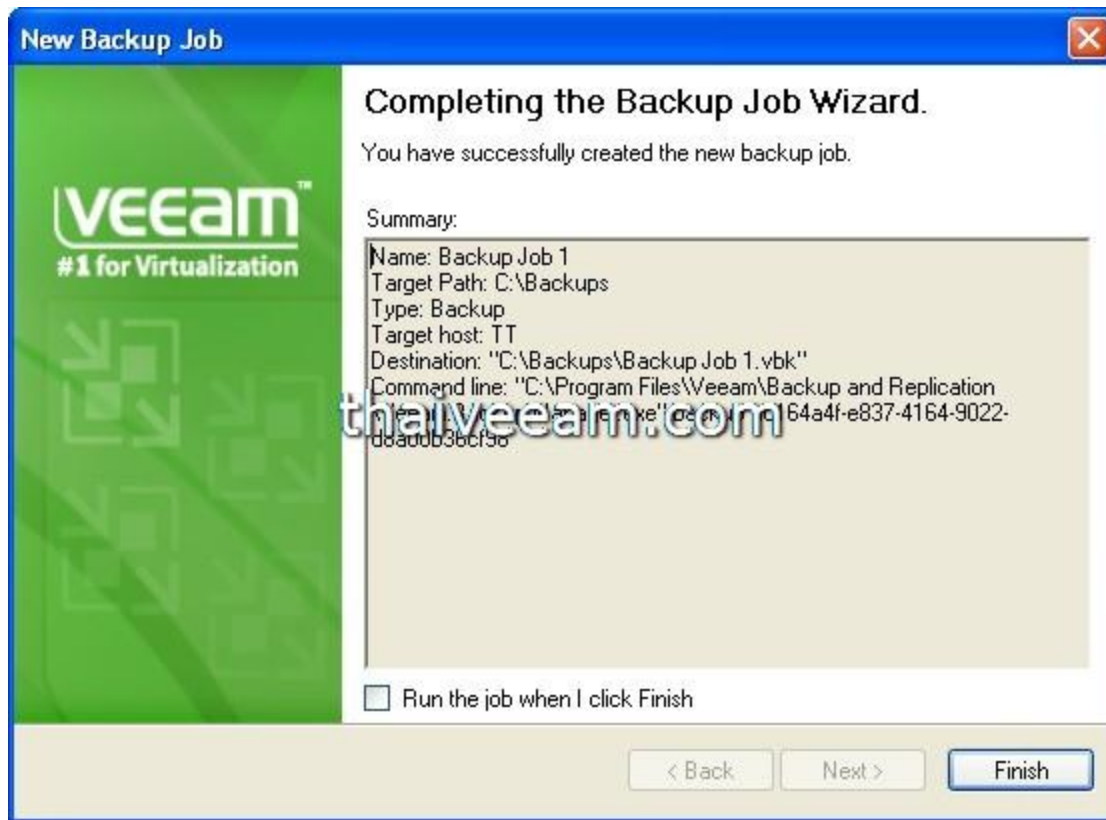 New Backup Job
veeam™
#1 for Virtualization
Completing the Backup Job Wizard.
You have successfully created the new backup job.
Summary:
Name: Backup Job 1
Target Path: C:\Backups
Type: Backup
Target host: TT
Destination: "C:\Backups\Backup Job 1.vbk"
Command line: "C:\Program Files\Veeam\Backup and Replication
164a4f-e837-4164-9022-
thaiveeam.com
Run the job when I click Finish
< Back
Next >
Finish